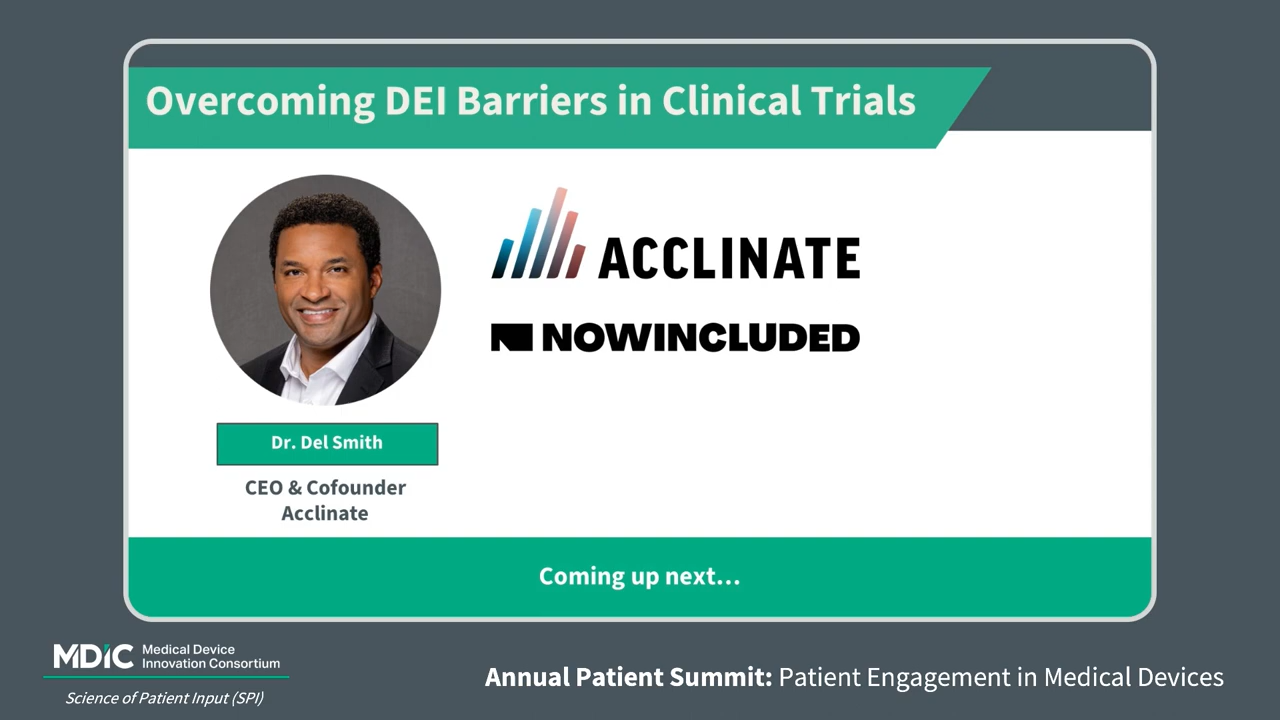 Overcoming DEI Barriers in Clinical Trials
ACCLINATE
NOWINCLUDED
Dr. Del Smith
CEO & Cofounder
Acclinate
Coming up next...
MDIC Medical Device
Innovation Consortium
Science of Patient Input (SPI)
Annual Patient Summit: Patient Engagement in Medical Devices